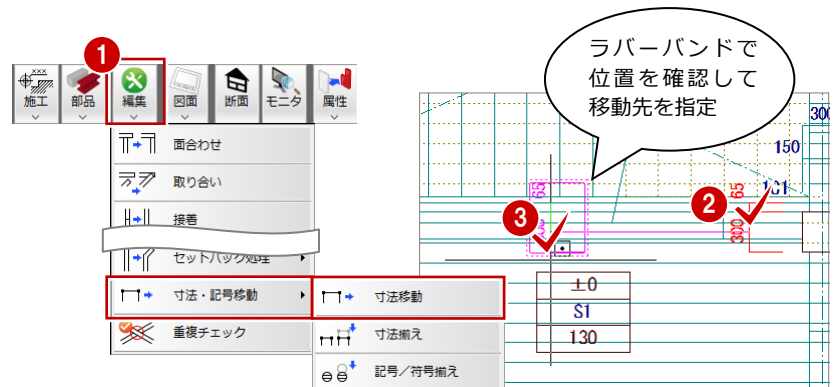 1
施工
部品
編集
図面
断面
モニタ
属性
面合わせ
取り合い
接着
セットバック処理
寸法・記号移動
寸法移動
重複チェック
寸法揃え
記号／符号揃え
ラバーバンドで
位置を確認して
移動先を指定
300
150
65
65
2
3
300
±0
S1
130